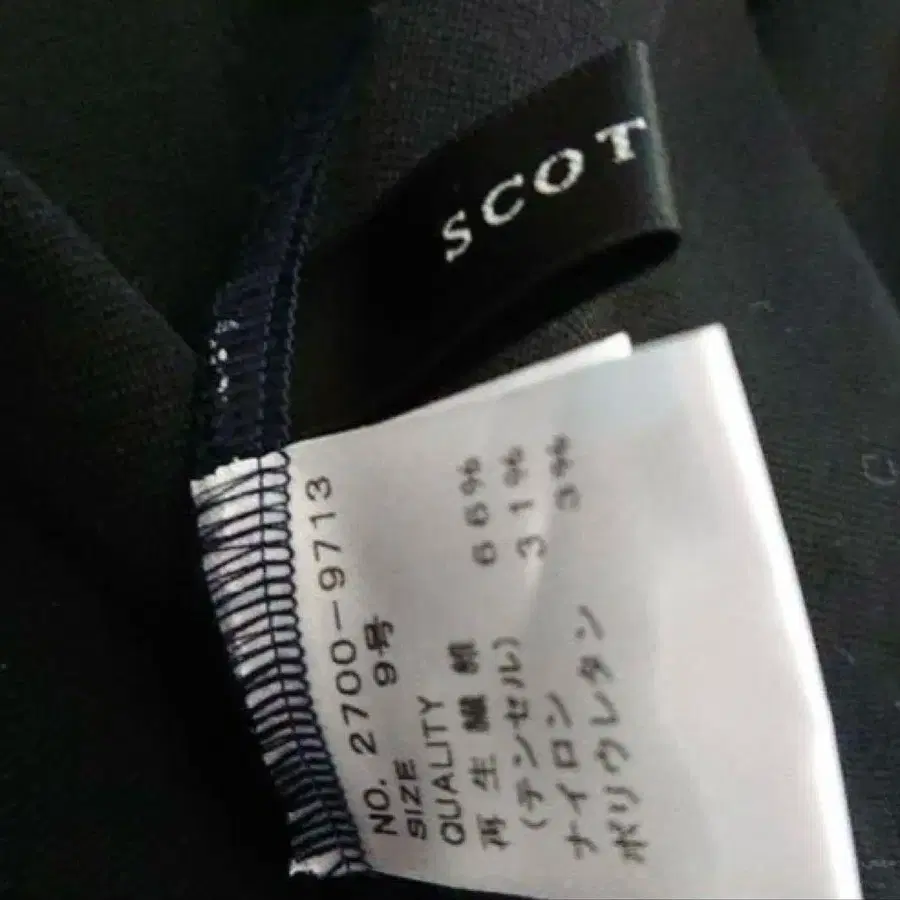 SCOT
NO. 2700-9713
SIZE 9号
QUALITY
再生繊維 66%
(テンセル)
ナイロン 31%
ポリウレタン 3%